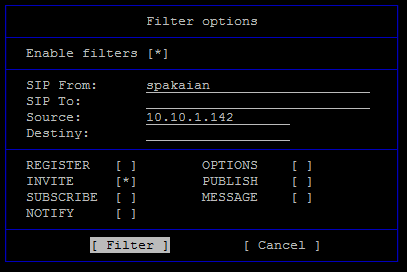 Filter options
Enable filters [*]
SIP From: spakaian
SIP To:
Source: 10.10.1.142
Destiny:
REGISTER [ ] OPTIONS [ ]
INVITE [*] PUBLISH [ ]
SUBSCRIBE [ ] MESSAGE [ ]
NOTIFY [ ]
[ Filter ] [ Cancel ]